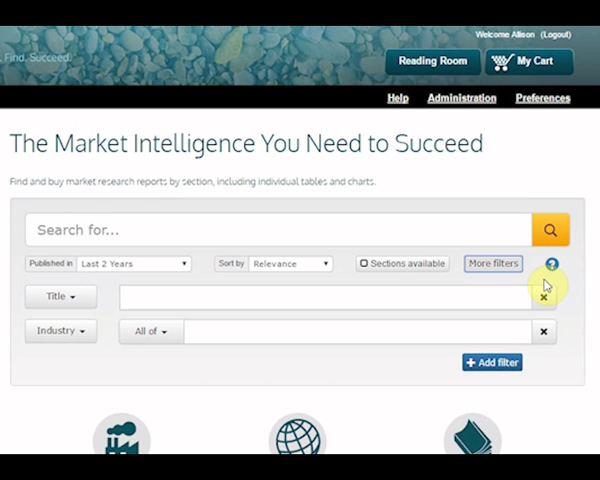 Welcome Allison (Logout)
Find. Succeed.
Reading Room
My Cart
Help Administration Preferences
The Market Intelligence You Need to Succeed
Find and buy market research reports by section, including individual tables and charts.
Search for...
Published in Last 2 Years Sort by Relevance Sections available More filters ?
Title
Industry All of
+ Add filter